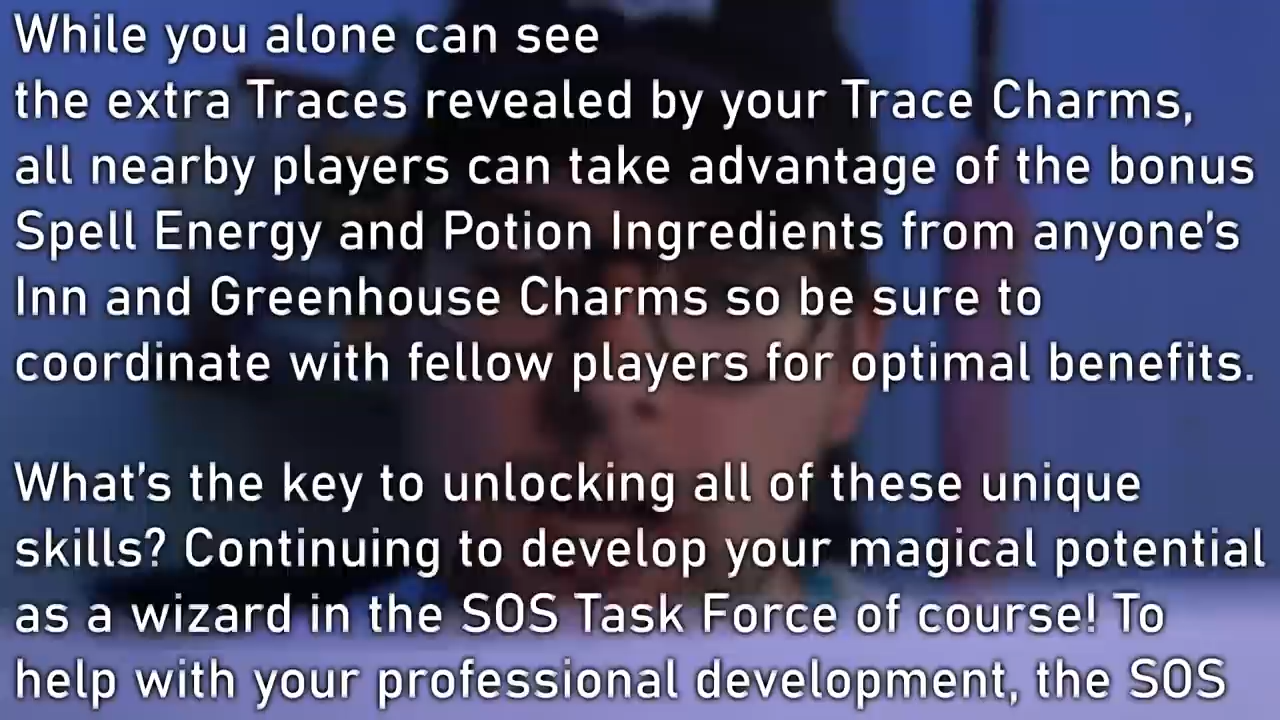 While you alone can see
the extra Traces revealed by your Trace Charms,
all nearby players can take advantage of the bonus
Spell Energy and Potion Ingredients from anyone's
Inn and Greenhouse Charms so be sure to
coordinate with fellow players for optimal benefits.
What's the key to unlocking all of these unique
skills? Continuing to develop your magical potential
as a wizard in the SOS Task Force of course! To
help with your professional development, the SOS